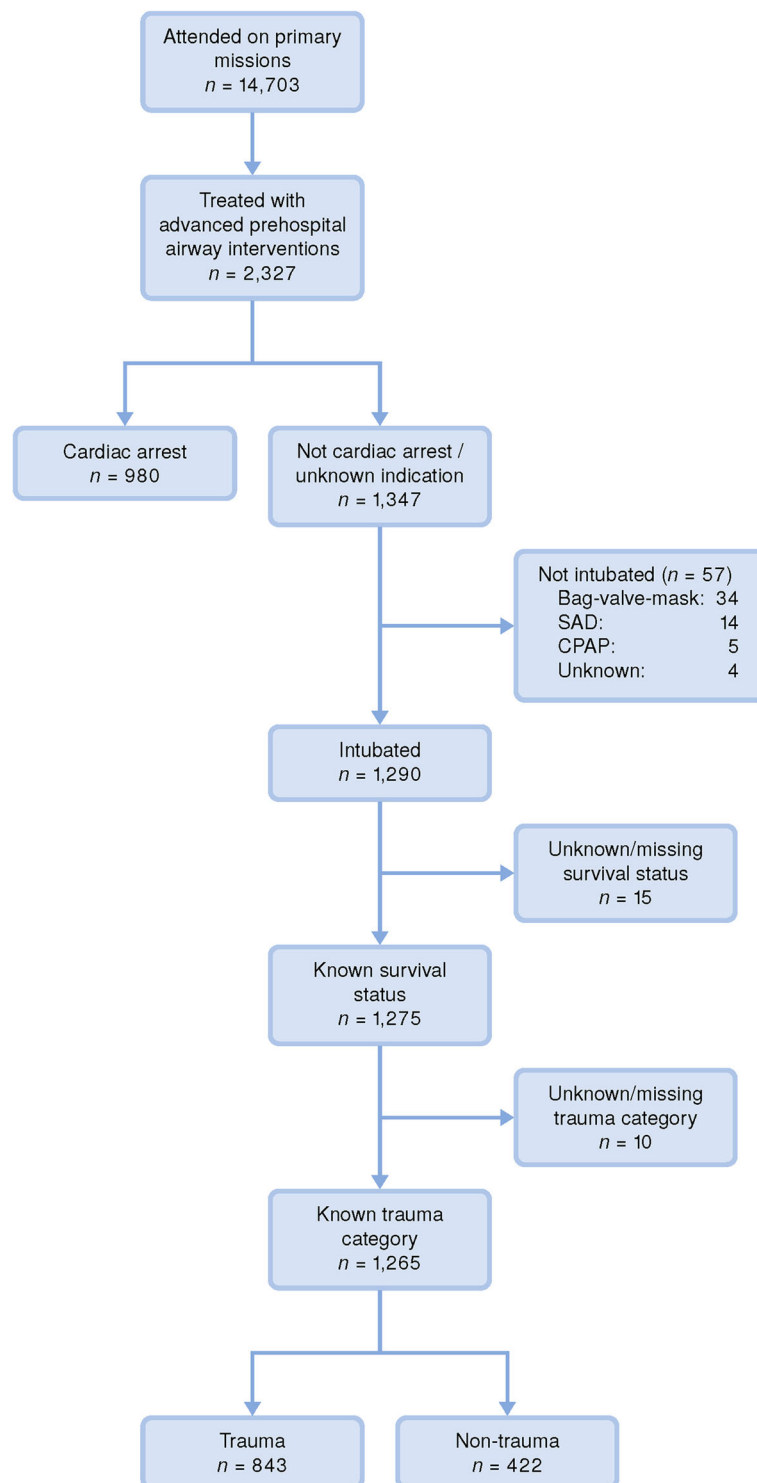 Attended on primary
missions
n = 14,703
Treated with
advanced prehospital
airway interventions
n = 2,327
Cardiac arrest
n = 980
Not cardiac arrest /
unknown indication
n = 1,347
Not intubated (n = 57)
Bag-valve-mask: 34
SAD: 14
CPAP: 5
Unknown: 4
Intubated
n = 1,290
Unknown/missing
survival status
n = 15
Known survival
status
n = 1,275
Unknown/missing
trauma category
n = 10
Known trauma
category
n = 1,265
Trauma
n = 843
Non-trauma
n = 422